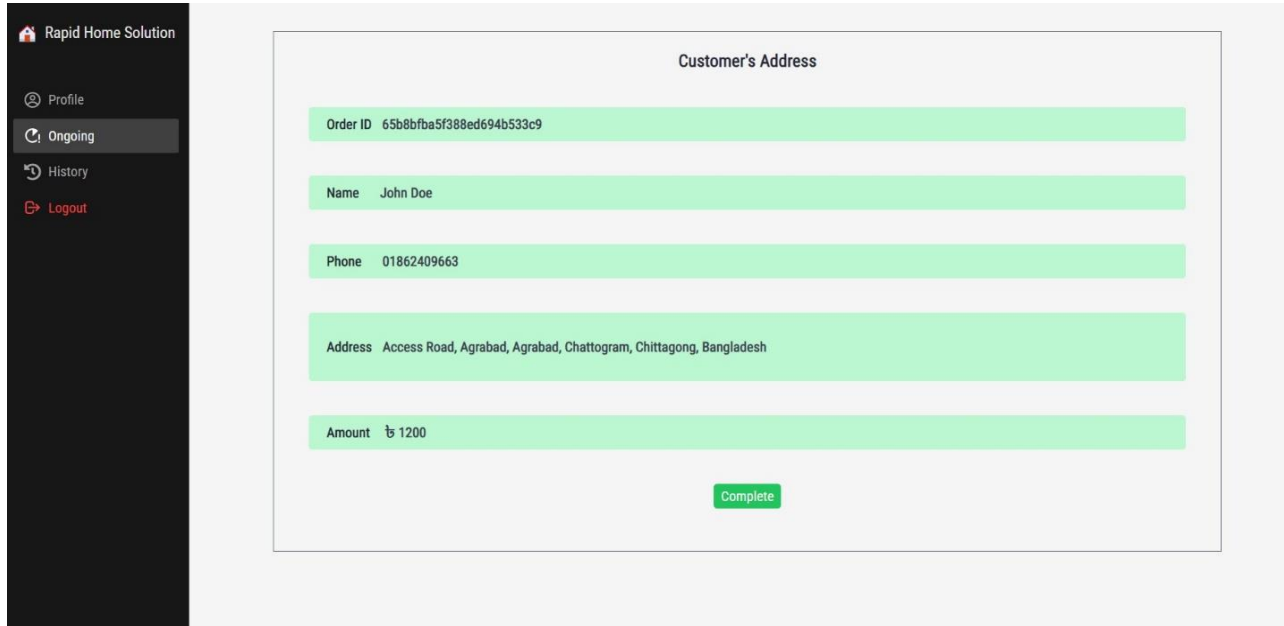 Rapid Home Solution
Profile
Ongoing
History
Logout
Customer's Address
Order ID 65b8bfba5f388ed694b533c9
Name John Doe
Phone 01862409663
Address Access Road, Agrabad, Agrabad, Chattogram, Chittagong, Bangladesh
Amount ৳ 1200
Complete